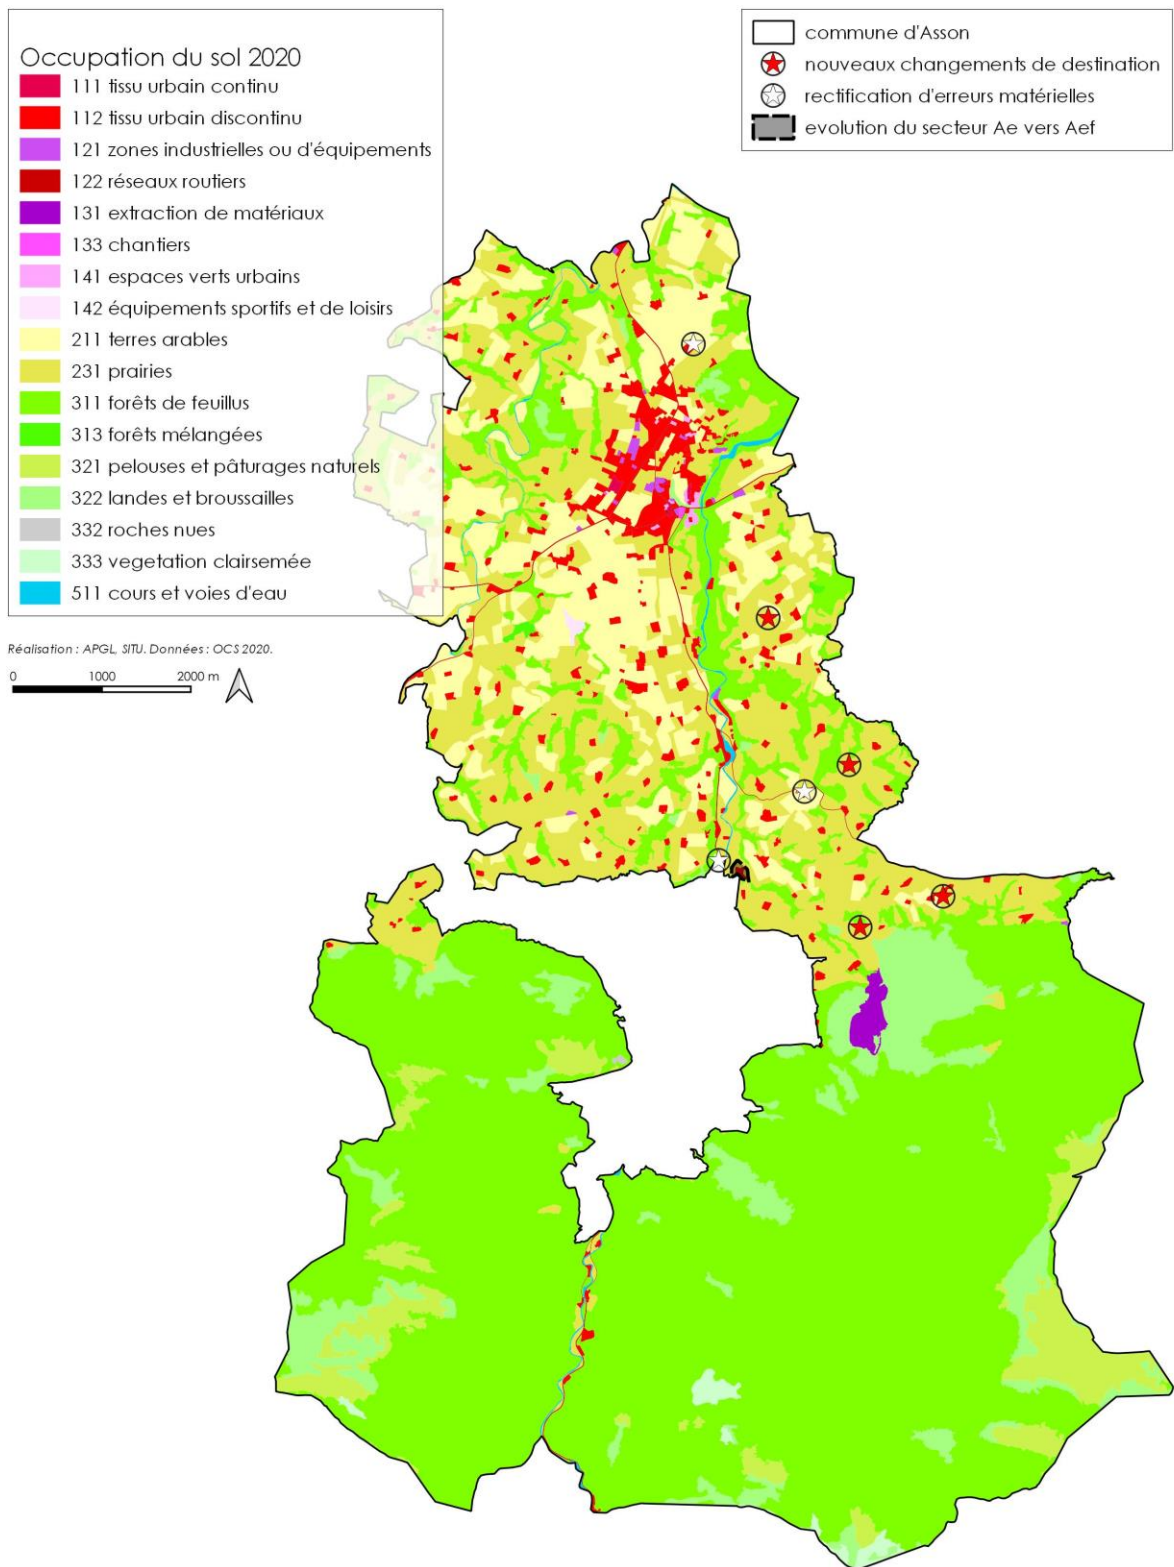 Occupation du sol 2020
111 tissu urbain continu
112 tissu urbain discontinu
121 zones industrielles ou d'équipements
122 réseaux routiers
131 extraction de matériaux
133 chantiers
141 espaces verts urbains
142 équipements sportifs et de loisirs
211 terres arables
231 prairies
311 forêts de feuillus
313 forêts mélangées
321 pelouses et pâturages naturels
322 landes et broussailles
332 roches nues
333 vegetation clairsemée
511 cours et voies d'eau
Réalisation : APGL, SITU. Données : OCS 2020.
0 1000 2000 m
commune d'Asson
nouveaux changements de destination
rectification d'erreurs matérielles
evolution du secteur Ae vers Aef